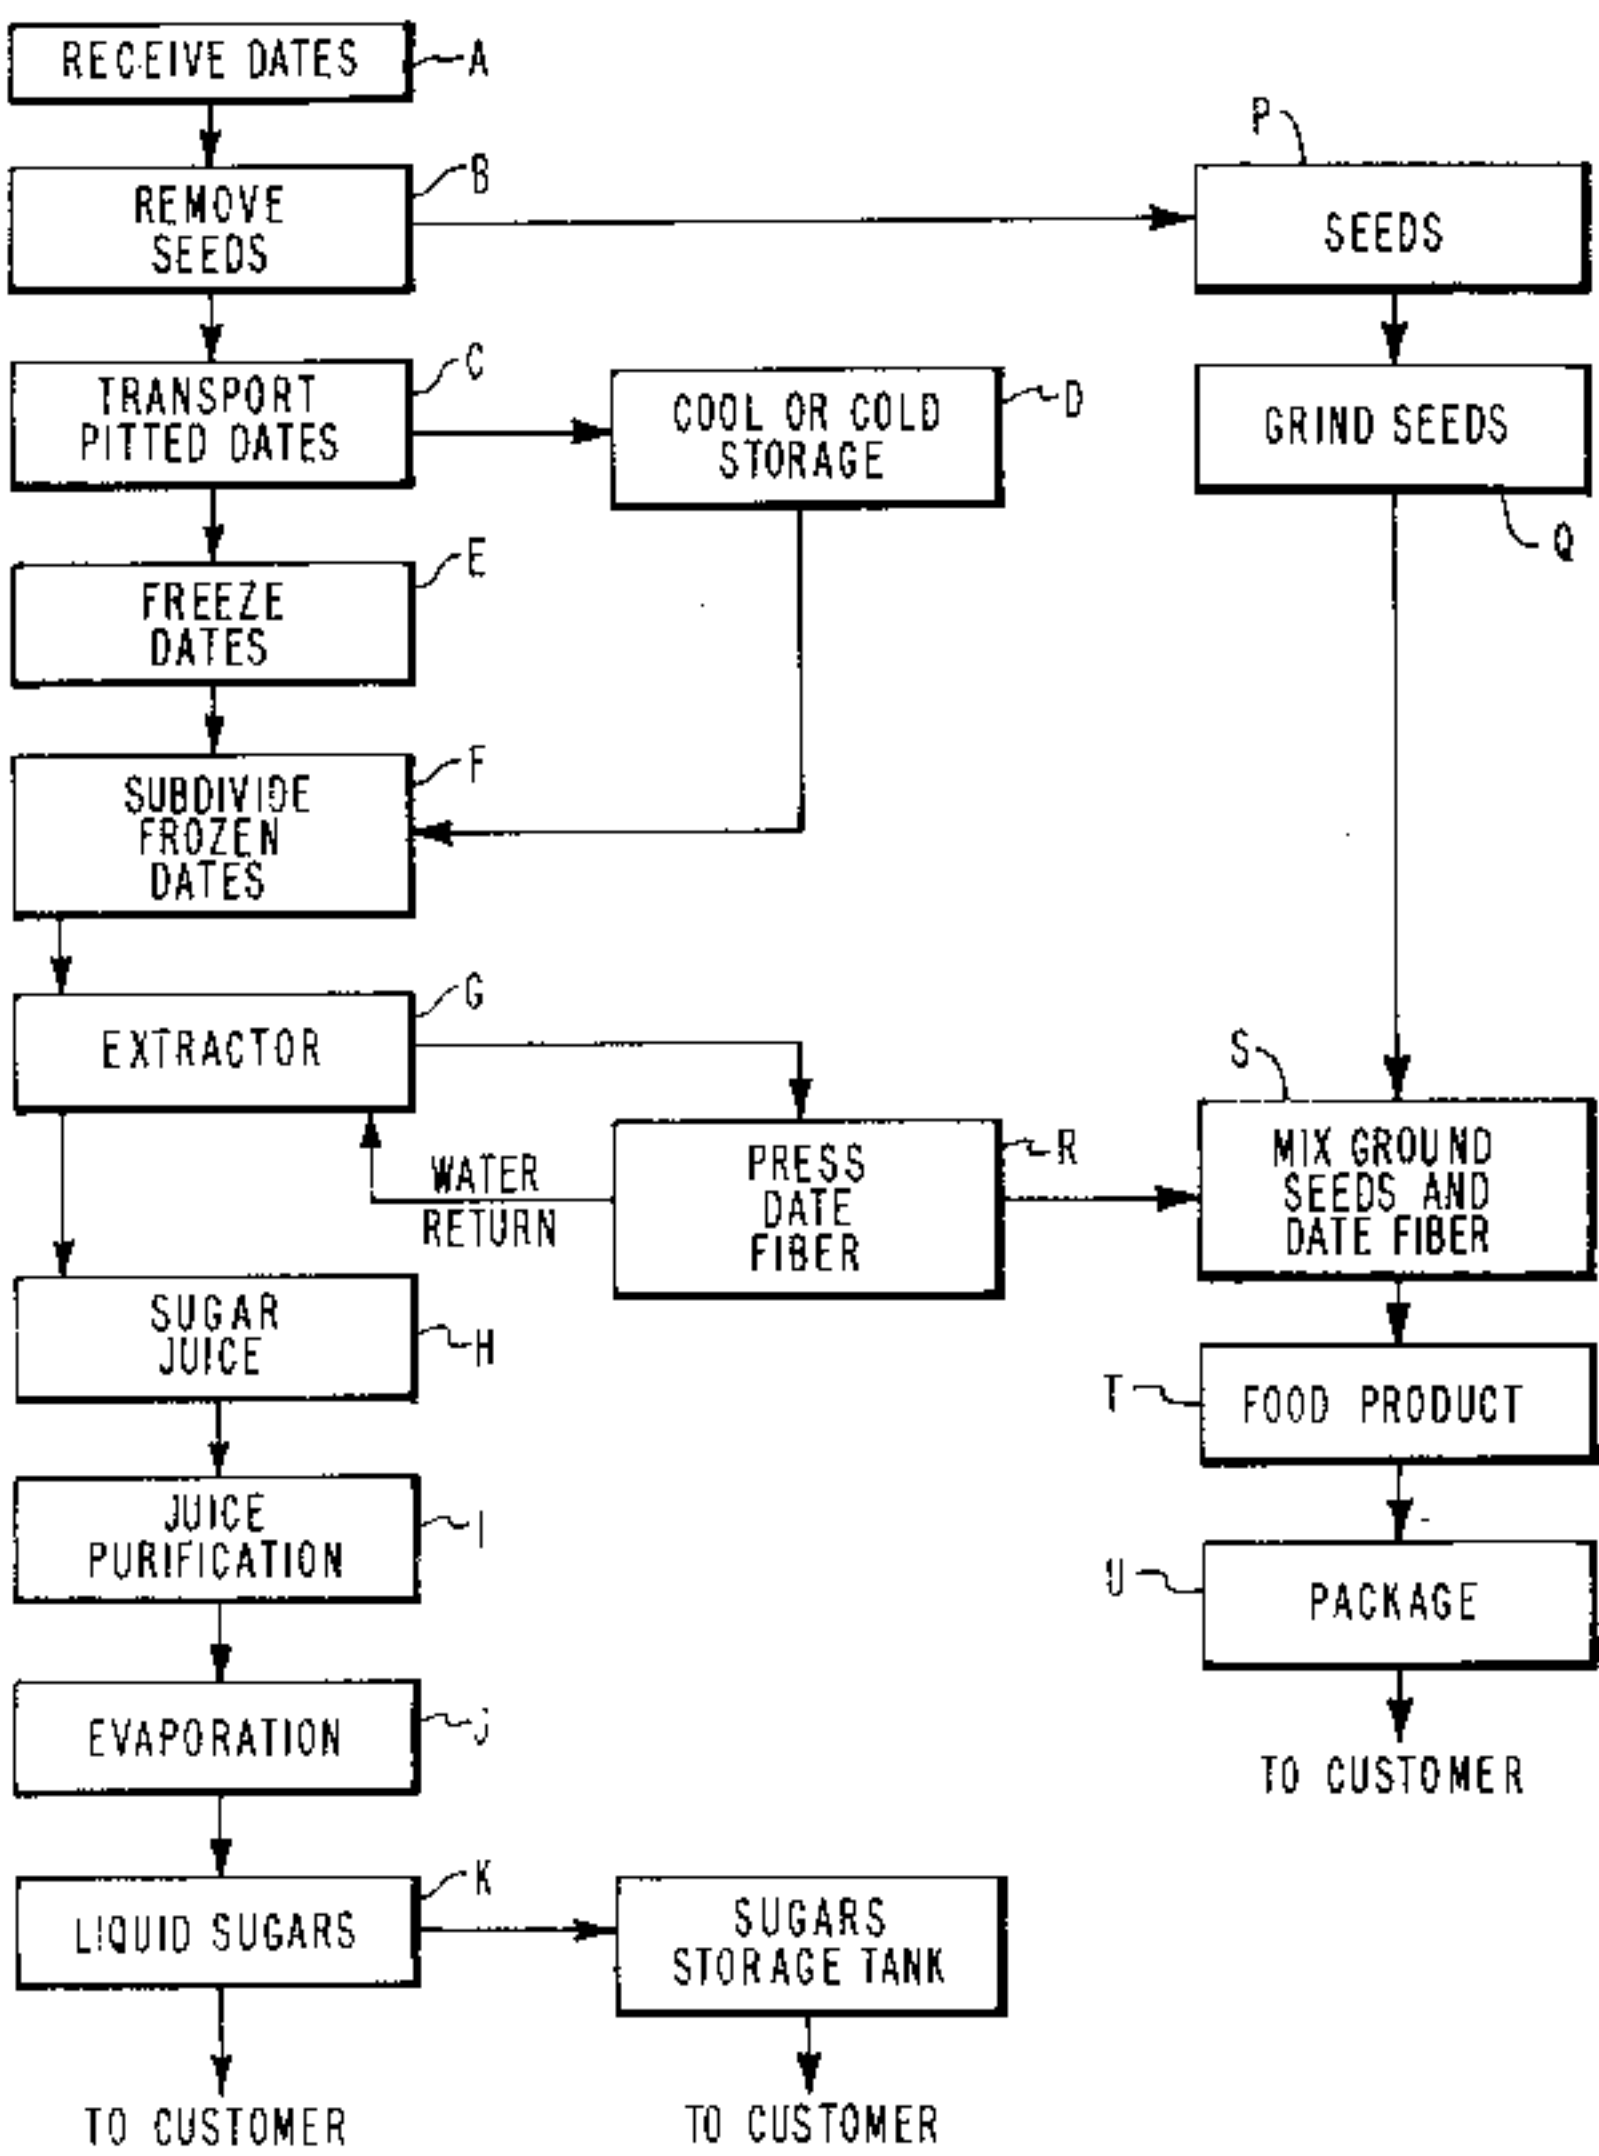 RECEIVE DATES
A
REMOVE
SEEDS
B
P
SEEDS
TRANSPORT
PITTED DATES
C
COOL OR COLD
STORAGE
D
GRIND SEEDS
Q
FREEZE
DATES
E
SUBDIVIDE
FROZEN
DATES
F
EXTRACTOR
G
WATER
RETURN
PRESS
DATE
FIBER
R
S
MIX GROUND
SEEDS AND
DATE FIBER
SUGAR
JUICE
H
T
FOOD PRODUCT
JUICE
PURIFICATION
I
U
PACKAGE
EVAPORATION
J
TO CUSTOMER
LIQUID SUGARS
K
SUGARS
STORAGE TANK
TO CUSTOMER
TO CUSTOMER